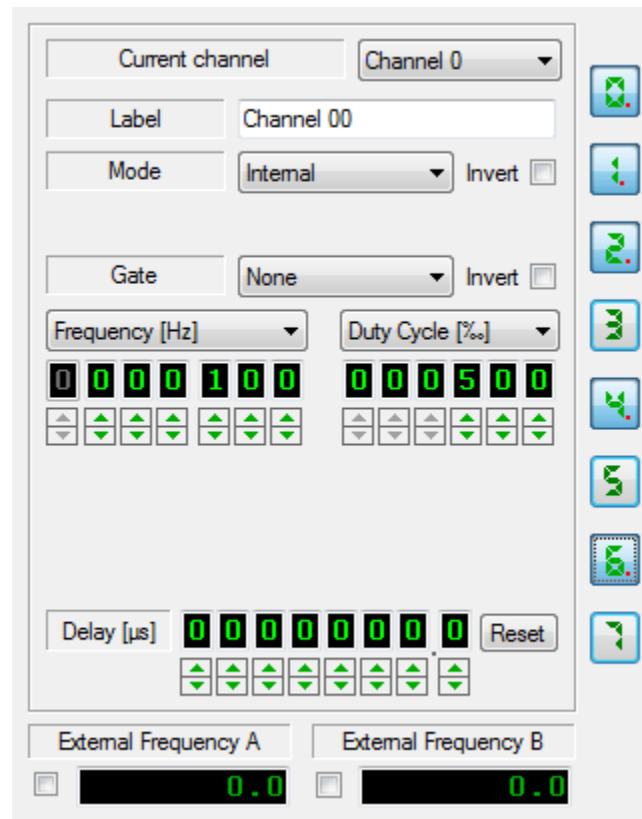 Current channel Channel 0
0.
Label Channel 00
Mode Internal Invert
1.
2.
Gate None Invert
Frequency [Hz] Duty Cycle [‰]
3
0000100 000500
4.
5
6.
Delay [µs] 0000000.0 Reset
7
External Frequency A External Frequency B
0.0 0.0